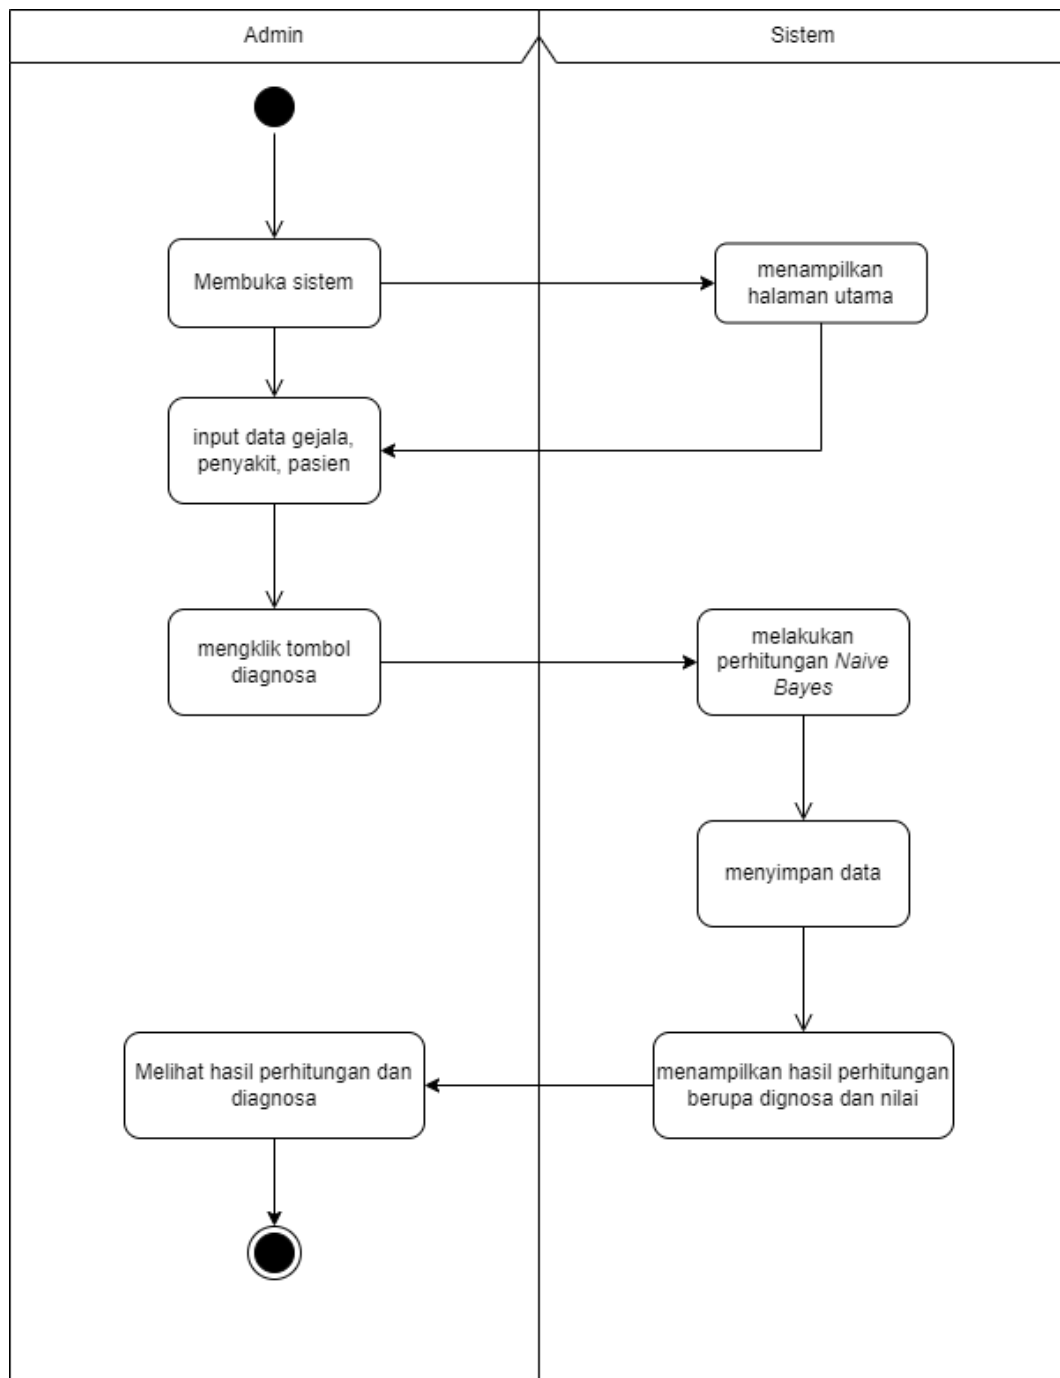 Admin
Sistem
Membuka sistem
menampilkan
halaman utama
input data gejala,
penyakit, pasien
mengklik tombol
diagnosa
melakukan
perhitungan Naive
Bayes
menyimpan data
menampilkan hasil perhitungan
berupa dignosa dan nilai
Melihat hasil perhitungan dan
diagnosa